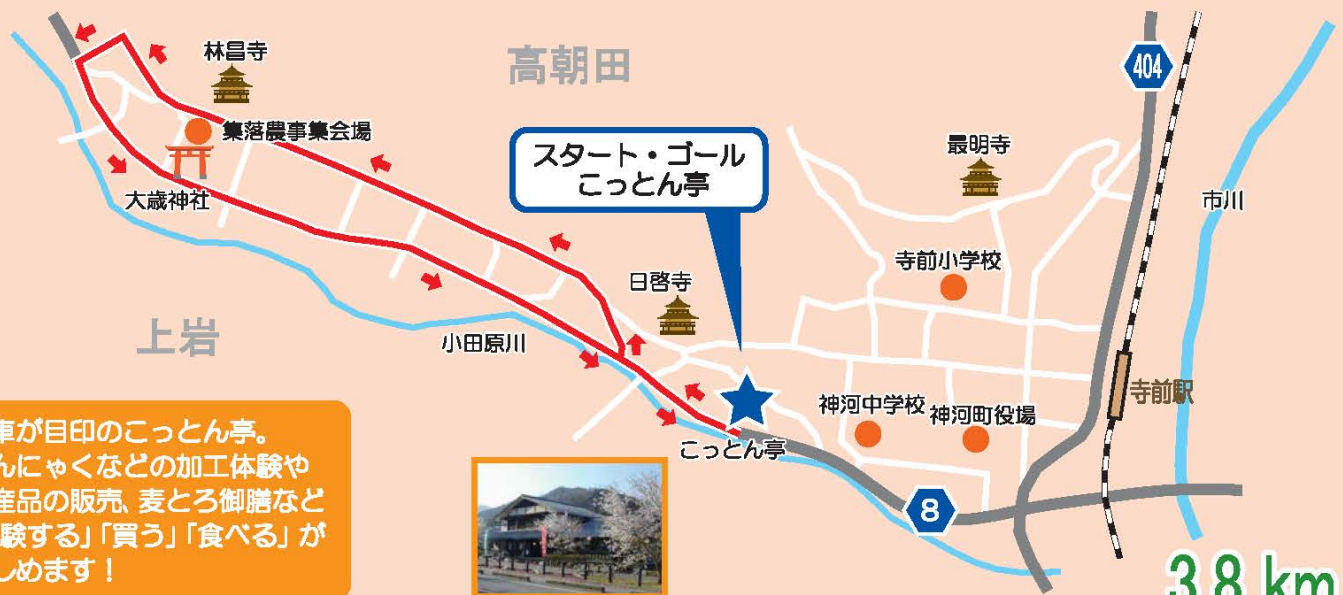 林昌寺
高朝田
404
集落農事集会場
スタート・ゴール
こっとん亭
最明寺
大歳神社
市川
寺前小学校
日啓寺
上岩
小田原川
寺前駅
神河中学校
神河町役場
こっとん亭
車が目印のこっとん亭。
んにゃくなどの加工体験や
産品の販売、麦とろ御膳など
験する」「買う」「食べる」が
しめます！
8
3.8 km